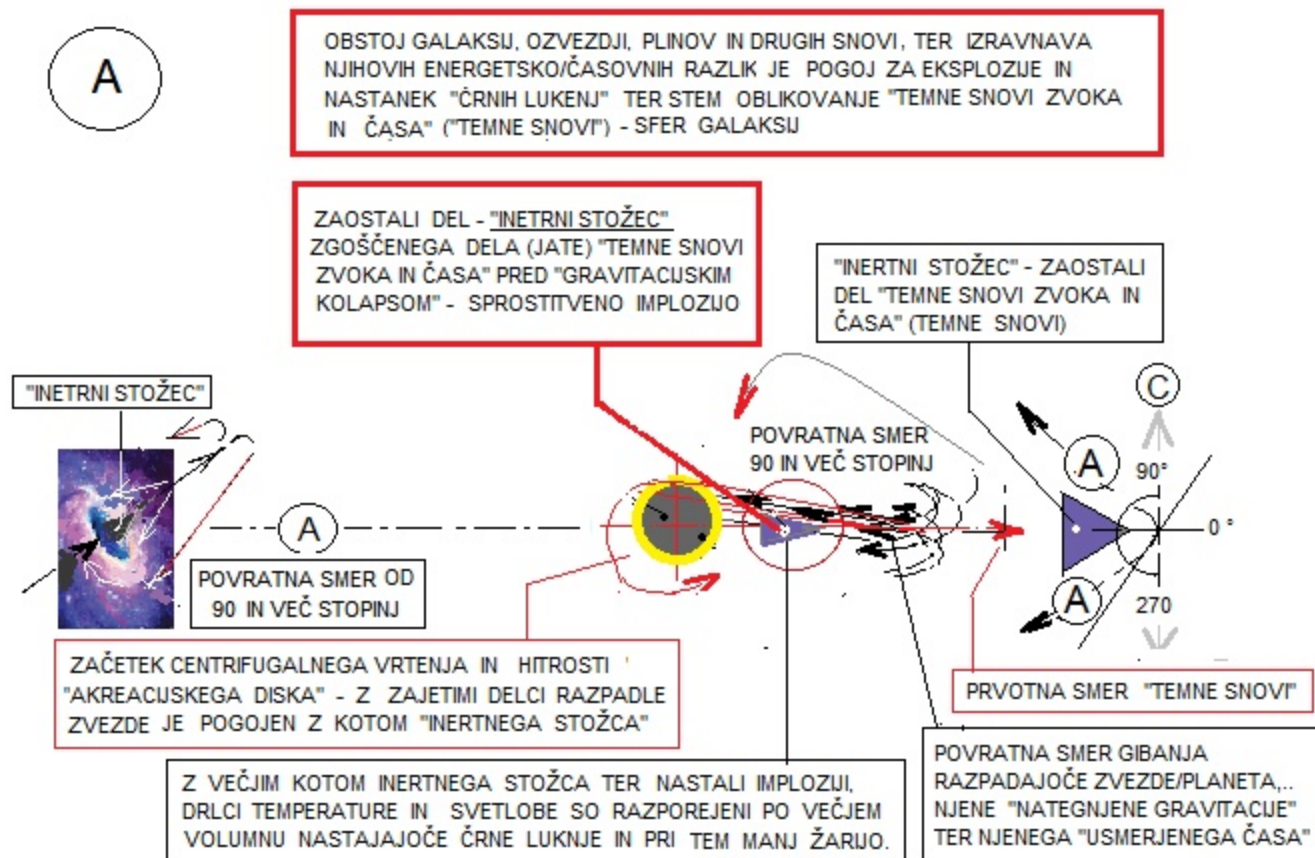 A
OBSTOJ GALAKSIJ, OZVEZDJI, PLINOV IN DRUGIH SNOVI, TER IZRAVNAVA
NJIHOVIH ENERGETSKO/ČASOVNIH RAZLIK JE POGOJ ZA EKSPLOZIJE IN
NASTANEK "ČRNIH LUKENJ" TER STEM OBLIKOVANJE "TEMNE SNOVI ZVOKA
IN ČASA" ("TEMNE SNOVI") - SFER GALAKSIJ
ZAOSTALI DEL - "INETRNI STOŽEC"
ZGOŠČENEGA DELA (JATE) "TEMNE SNOVI
ZVOKA IN ČASA" PRED "GRAVITACIJSKIM
KOLAPSOM" - SPROSTITVENO IMPLOZIJO
"INERTNI STOŽEC" - ZAOSTALI
DEL "TEMNE SNOVI ZVOKA IN
ČASA" (TEMNE SNOVI)
"INETRNI STOŽEC"
C
POVRATNA SMER
90 IN VEČ STOPINJ
A
90°
A
0 °
POVRATNA SMER OD
90 IN VEČ STOPINJ
A
270
ZAČETEK CENTRIFUGALNEGA VRTENJA IN HITROSTI '
"AKREACIJSKEGA DISKA" - Z ZAJETIMI DELCI RAZPADLE
ZVEZDE JE POGOJEN Z KOTOM "INERTNEGA STOŽCA"
PRVOTNA SMER "TEMNE SNOVI"
Z VEČJIM KOTOM INERTNEGA STOŽCA TER NASTALI IMPLOZIJI,
DRLCI TEMPERATURE IN SVETLOBE SO RAZPOREJENI PO VEČJEM
VOLUMNU NASTAJAJOČE ČRNE LUKNJE IN PRI TEM MANJ ŽARIJO.
POVRATNA SMER GIBANJA
RAZPADAJOČE ZVEZDE/PLANETA,..
NJENE "NATEGNJENE GRAVITACIJE"
TER NJENEGA "USMERJENEGA ČASA"